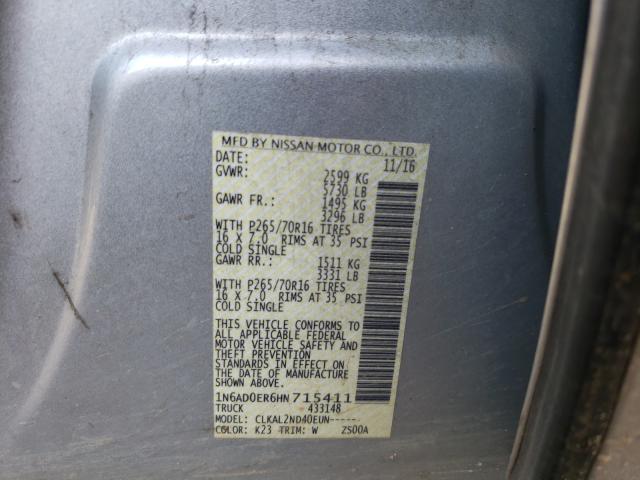 MFD BY NISSAN MOTOR CO., LTD.
DATE: 11/16
GVWR: 2599 KG
5730 LB
GAWR FR.: 1495 KG
3296 LB
WITH P265/70R16 TIRES
16 X 7.0 RIMS AT 35 PSI
COLD SINGLE
GAWR RR.: 1511 KG
3331 LB
WITH P265/70R16 TIRES
16 X 7.0 RIMS AT 35 PSI
COLD SINGLE
THIS VEHICLE CONFORMS TO
ALL APPLICABLE FEDERAL
MOTOR VEHICLE SAFETY AND
THEFT PREVENTION
STANDARDS IN EFFECT ON
THE DATE OF MANUFACTURE
SHOWN ABOVE.
1N6AD0ER6HN715411
TRUCK 433148
MODEL: CLKAL2ND40EUN-----
COLOR: K23 TRIM: W ZS00A